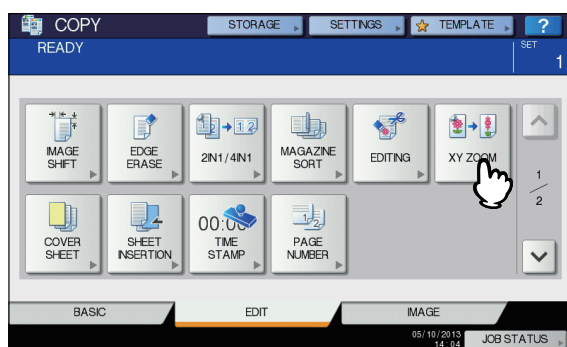 COPY
STORAGE
SETTINGS
TEMPLATE
?
READY
SET
1
IMAGE
SHIFT
EDGE
ERASE
2IN1 / 4IN1
MAGAZINE
SORT
EDITING
XY ZOOM
1
2
COVER
SHEET
SHEET
INSERTION
TIME
STAMP
PAGE
NUMBER
BASIC
EDIT
IMAGE
05/10/2013
14:04
JOB STATUS